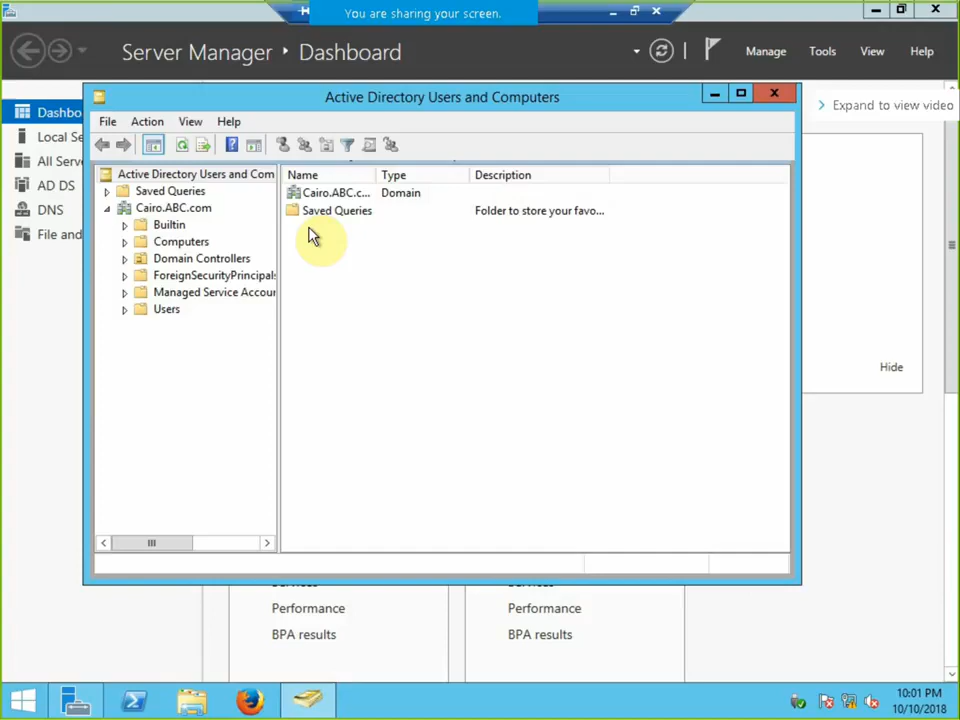 You are sharing your screen.
Server Manager • Dashboard
Manage
Tools
View
Help
Expand to view video
Dashbo
Local Se
All Serve
AD DS
DNS
File and
Active Directory Users and Computers
File
Action
View
Help
Active Directory Users and Com
Saved Queries
Cairo.ABC.com
Builtin
Computers
Domain Controllers
ForeignSecurityPrincipals
Managed Service Accour
Users
Name
Type
Description
Cairo.ABC.c...
Domain
Saved Queries
Folder to store your favo...
Hide
Performance
BPA results
Performance
BPA results
10:01 PM
10/10/2018